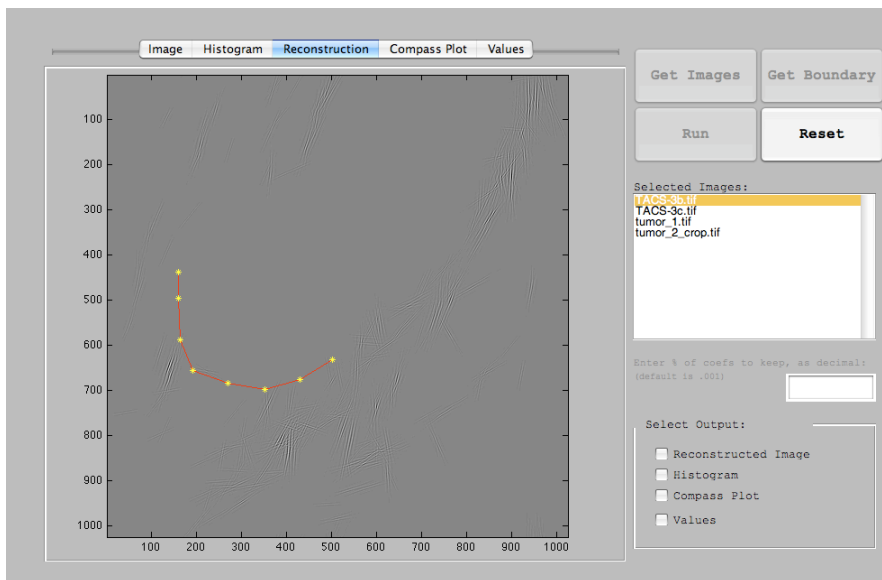 Image Histogram Reconstruction Compass Plot Values
Get Images Get Boundary
Run Reset
Selected Images:
TACS-3b.tif
TACS-3c.tif
tumor_1.tif
tumor_2_crop.tif
Enter % of coefs to keep, as decimal:
(default is .001)
Select Output:
Reconstructed Image
Histogram
Compass Plot
Values
100
200
300
400
500
600
700
800
900
1000
100 200 300 400 500 600 700 800 900 1000